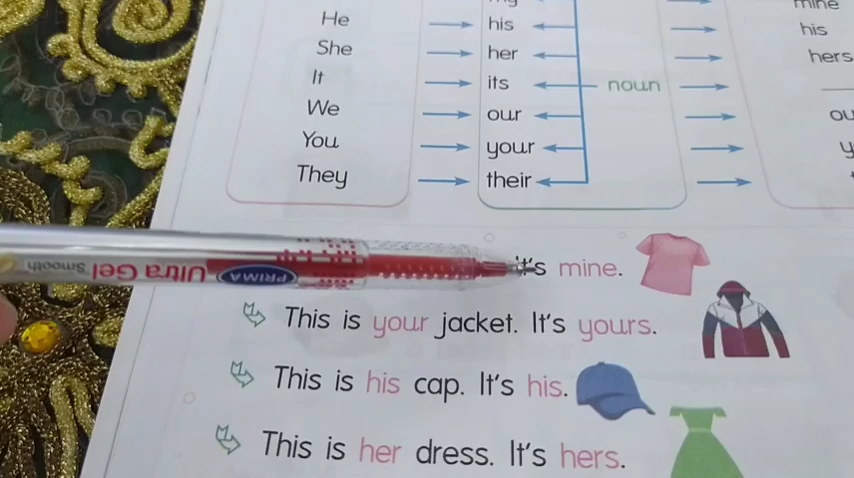 my mine
He his his
She her hers
It its noun
We our
You your
They their
PRIMA Ultra Gel Smooth
It's mine.
This is your jacket. It's yours.
This is his cap. It's his.
This is her dress. It's hers.